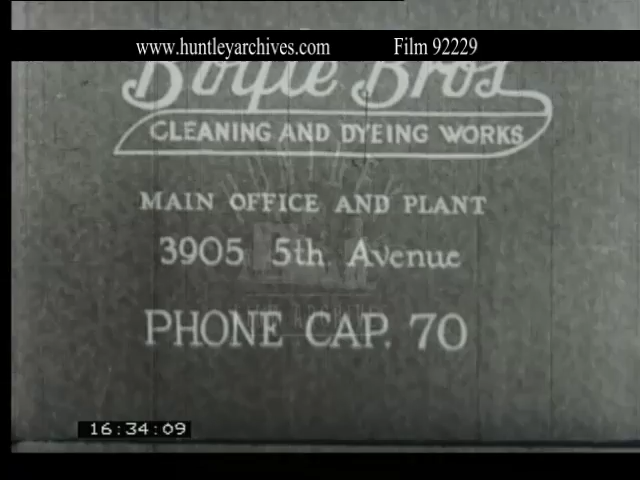 www.huntleyarchives.com Film 92229
Boyle Bros
CLEANING AND DYEING WORKS
MAIN OFFICE AND PLANT
3905 5th Avenue
PHONE CAP. 70
16:34:09